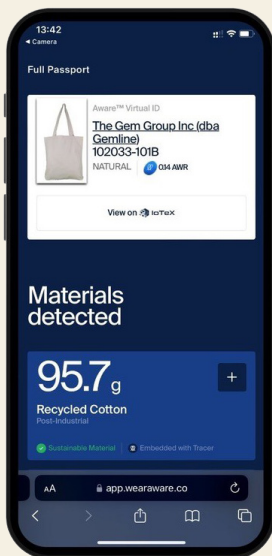 13:42
◀ Camera
Full Passport
Aware™ Virtual ID
The Gem Group Inc (dba
Gemline)
102033-101B
NATURAL
0.14 AWR
View on IoTeX
Materials
detected
95.7 g
+
Recycled Cotton
Post-Industrial
Sustainable Material
Embedded with Tracer
AA
app.wearaware.co